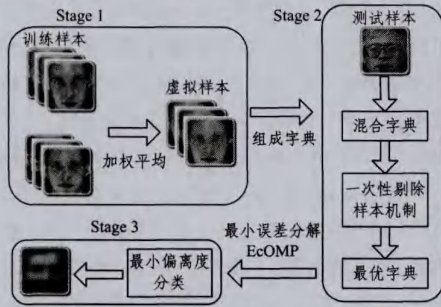 Stage 1
训练样本
虚拟样本
加权平均
组成字典
Stage 2
测试样本
混合字典
一次性剔除
样本机制
最优字典
最小误差分解
EcOMP
Stage 3
最小偏离度
分类